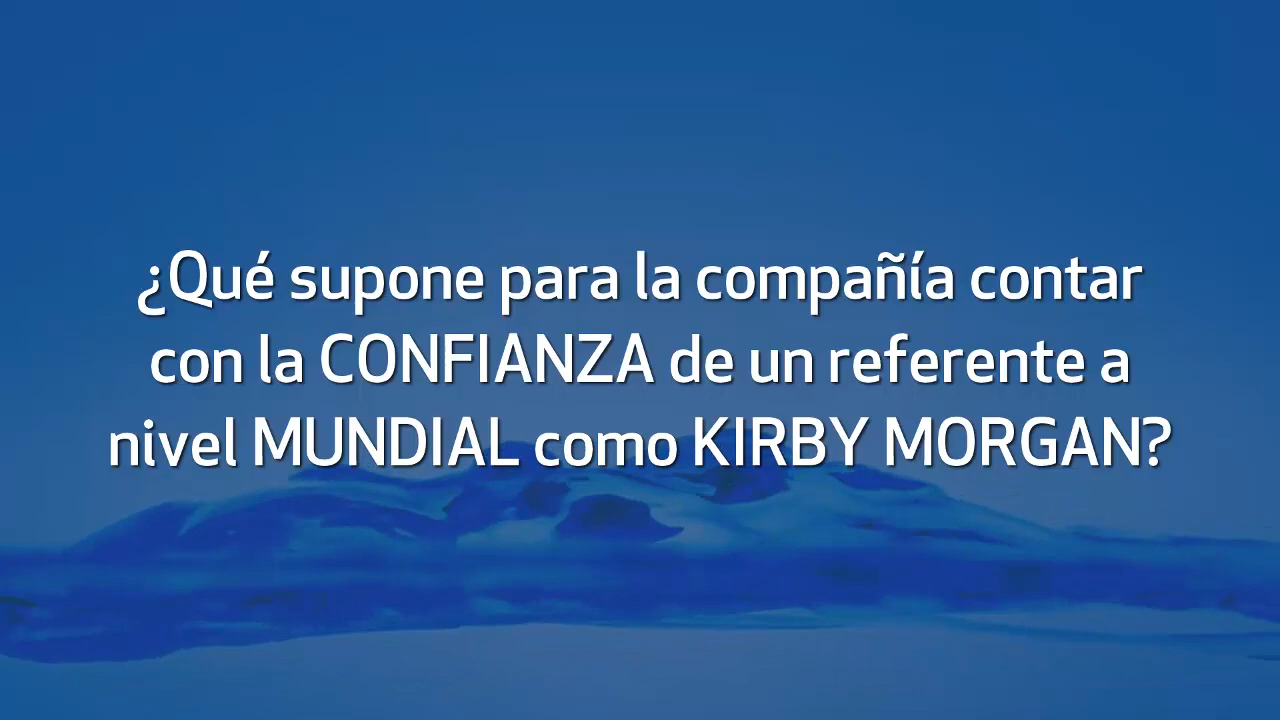 ¿Qué supone para la compañía contar
con la CONFIANZA de un referente a
nivel MUNDIAL como KIRBY MORGAN?